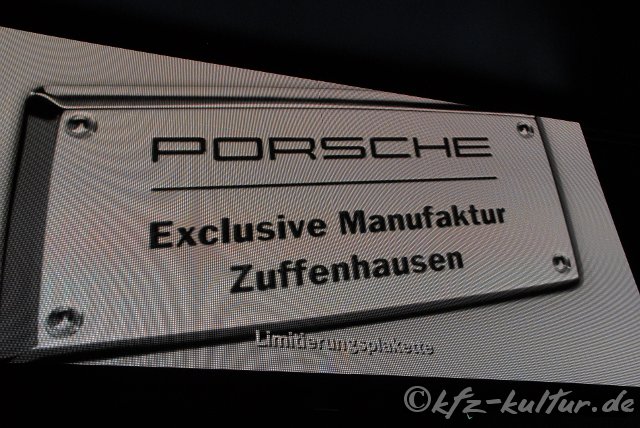 PORSCHE
Exclusive Manufaktur
Zuffenhausen
Limitierungsplakette
©kfz-kultur.de